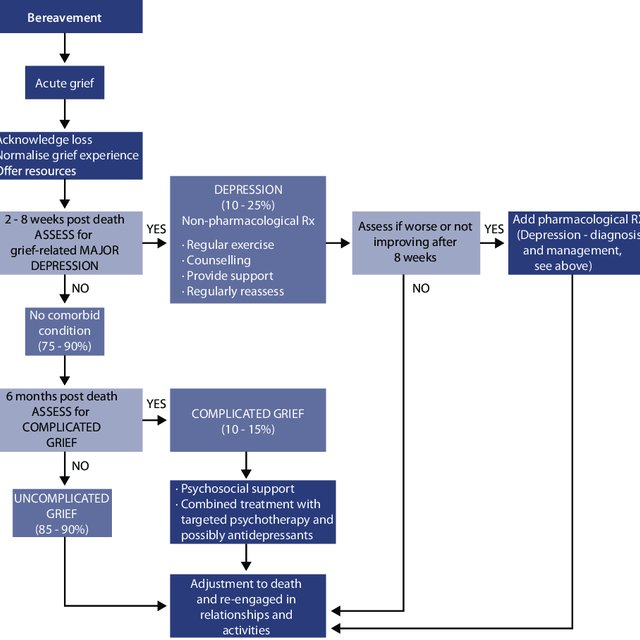 Bereavement
Acute grief
Acknowledge loss
Normalise grief experience
Offer resources
2 - 8 weeks post death
ASSESS for
grief-related MAJOR
DEPRESSION
YES
DEPRESSION
(10 - 25%)
Non-pharmacological Rx
· Regular exercise
· Counselling
· Provide support
· Regularly reassess
Assess if worse or not
improving after
8 weeks
YES
Add pharmacological Rx
(Depression - diagnosis
and management,
see above)
NO
NO
No comorbid
condition
(75 - 90%)
6 months post death
ASSESS for
COMPLICATED
GRIEF
YES
COMPLICATED GRIEF
(10 - 15%)
NO
UNCOMPLICATED
GRIEF
(85 - 90%)
· Psychosocial support
· Combined treatment with
targeted psychotherapy and
possibly antidepressants
Adjustment to death
and re-engaged in
relationships and
activities